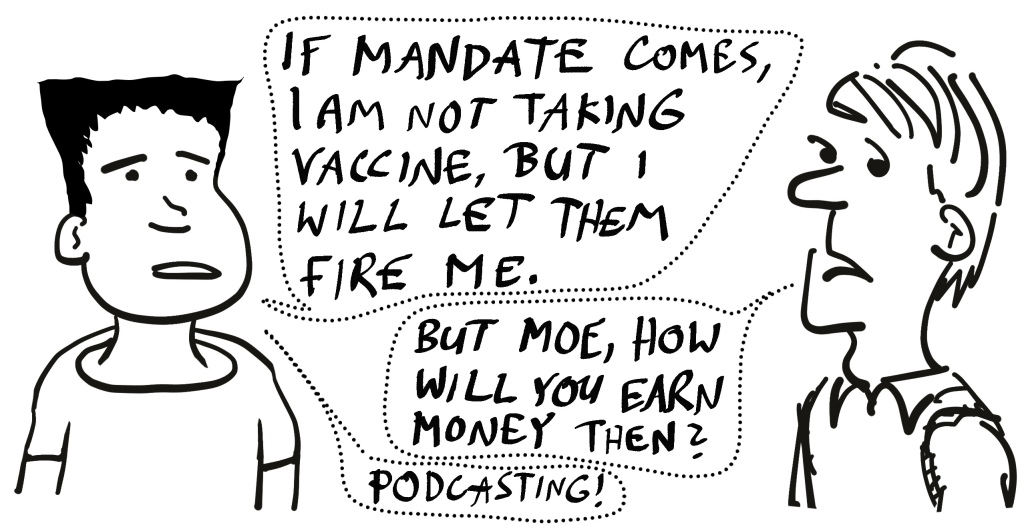 IF MANDATE COMES,
I AM NOT TAKING
VACCINE, BUT I
WILL LET THEM
FIRE ME.
BUT MOE, HOW
WILL YOU EARN
MONEY THEN?
PODCASTING!